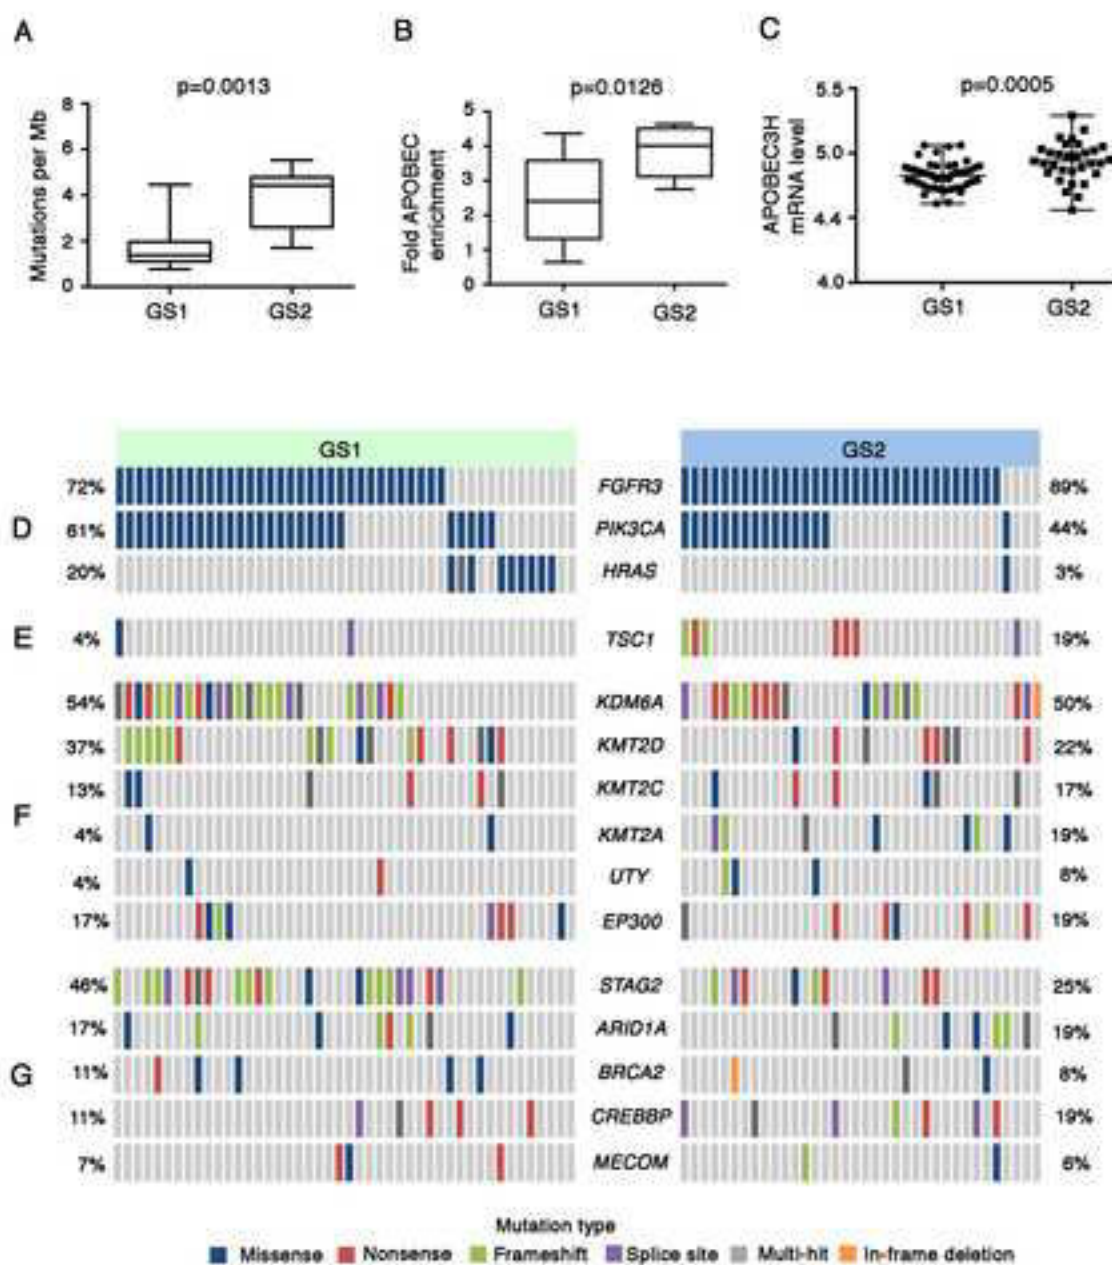 A
p=0.0013
Mutations per Mb
8
6
4
2
0
GS1
GS2
B
p=0.0126
Fold APOBEC
enrichment
5
4
3
2
1
0
GS1
GS2
C
p=0.0005
APOBEC3H
mRNA level
5.5
5.0
4.4
4.0
GS1
GS2
GS1
GS2
D
72% FGFR3 89%
61% PIK3CA 44%
20% HRAS 3%
E
4% TSC1 19%
F
54% KDM6A 50%
37% KMT2D 22%
13% KMT2C 17%
4% KMT2A 19%
4% UTY 8%
17% EP300 19%
G
46% STAG2 25%
17% ARID1A 19%
11% BRCA2 8%
11% CREBBP 19%
7% MECOM 6%
Mutation type
Missense Nonsense Frameshift Splice site Multi-hit In-frame deletion